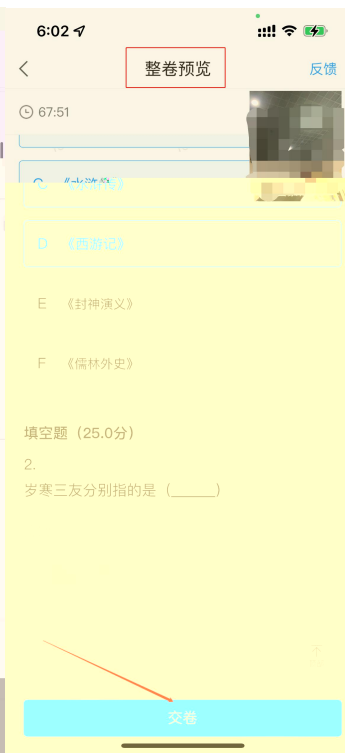 6:02
整卷预览
反馈
67:51
C 《水浒传》
D 《西游记》
E 《封神演义》
F 《儒林外史》
填空题（25.0分）
2.
岁寒三友分别指的是（______）
交卷